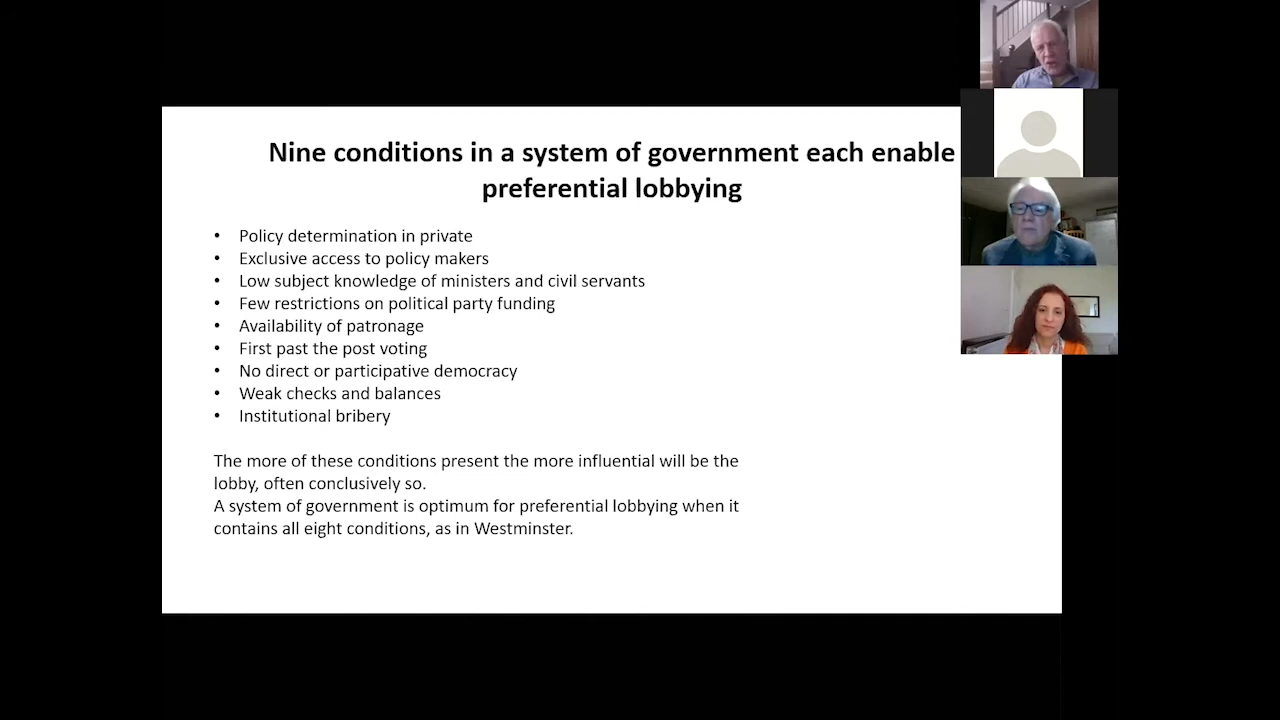 Nine conditions in a system of government each enable
preferential lobbying
• Policy determination in private
• Exclusive access to policy makers
• Low subject knowledge of ministers and civil servants
• Few restrictions on political party funding
• Availability of patronage
• First past the post voting
• No direct or participative democracy
• Weak checks and balances
• Institutional bribery
The more of these conditions present the more influential will be the
lobby, often conclusively so.
A system of government is optimum for preferential lobbying when it
contains all eight conditions, as in Westminster.